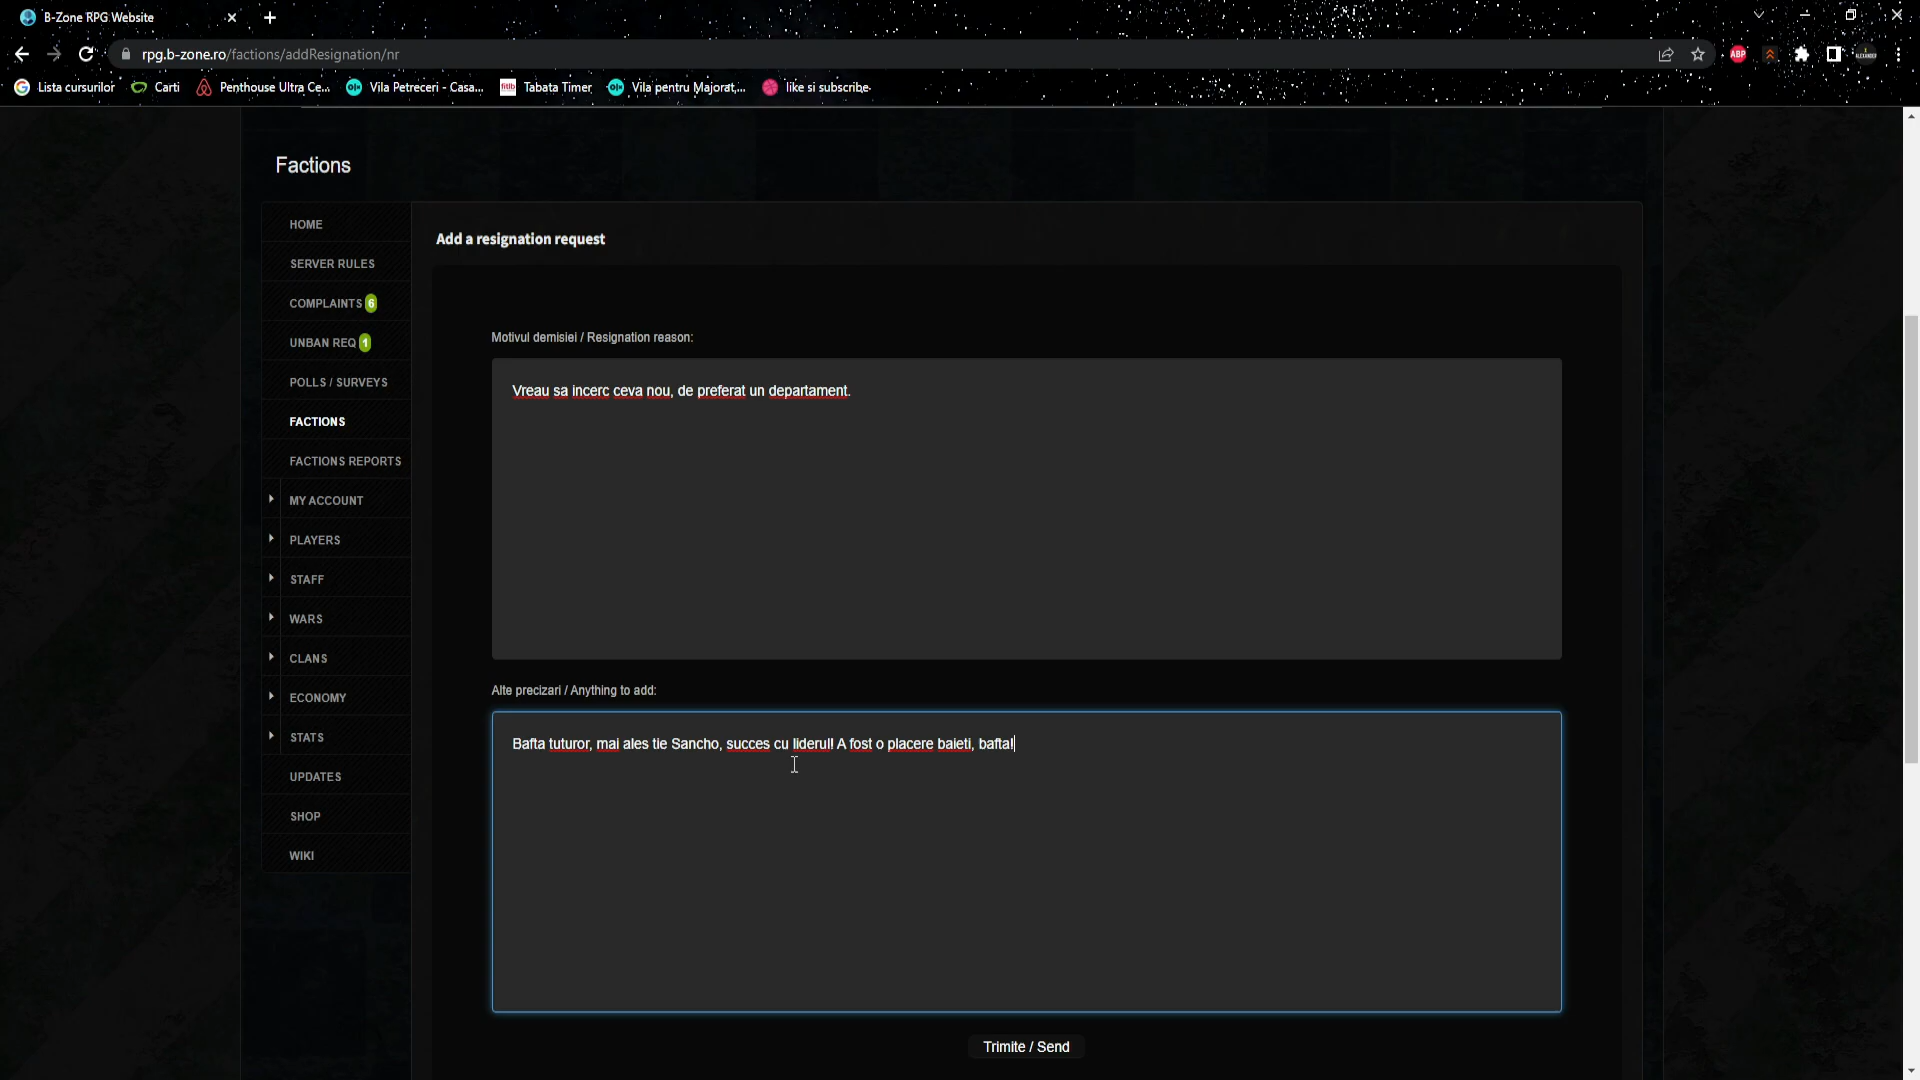 B-Zone RPG Website
rpg.b-zone.ro/factions/addResignation/nr
ABP
Lista cursurilor
Carti
Penthouse Ultra Ce...
Vila Petreceri - Casa...
Tabata Timer
Vila pentru Majorat,...
like si subscribe
Factions
HOME
SERVER RULES
COMPLAINTS 6
UNBAN REQ 1
POLLS / SURVEYS
FACTIONS
FACTIONS REPORTS
MY ACCOUNT
PLAYERS
STAFF
WARS
CLANS
ECONOMY
STATS
UPDATES
SHOP
WIKI
Add a resignation request
Motivul demisiei / Resignation reason:
Vreau sa incerc ceva nou, de preferat un departament.
Alte precizari / Anything to add:
Bafta tuturor, mai ales tie Sancho, succes cu liderul! A fost o placere baieti, bafta!
Trimite / Send